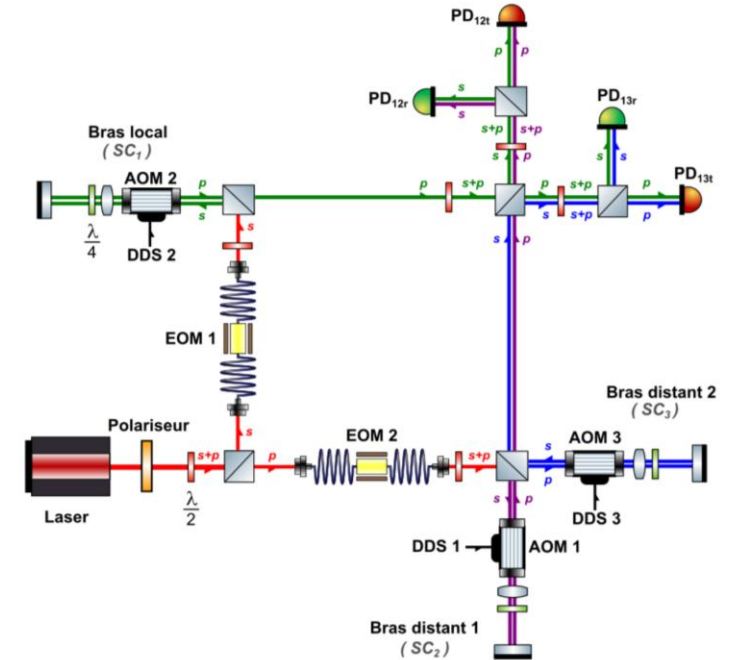 PD12t
p
p
PD12r
s
s
PD13r
s+p
s+p
s
s
PD13t
s
p
Bras local
(SC1)
AOM 2
p
s
p
s+p
p
s
s+p
s+p
p
p
λ
4
DDS 2
s
s
p
EOM 1
Polariseur
s
EOM 2
Bras distant 2
(SC3)
AOM 3
s+p
p
s+p
s
p
λ
2
Laser
s
p
DDS 3
DDS 1
AOM 1
Bras distant 1
(SC2)